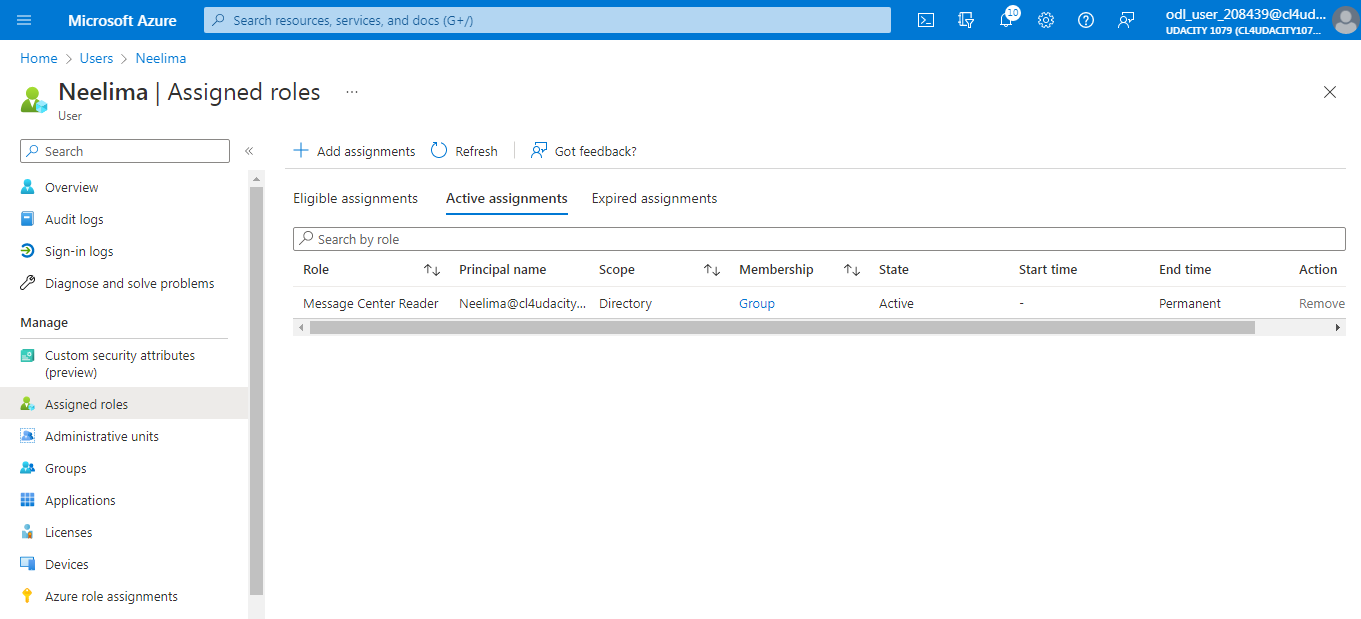 Microsoft Azure
Search resources, services, and docs (G+/)
10
odl_user_208439@cl4ud...
UDACITY 1079 (CL4UDACITY107...
Home > Users > Neelima
Neelima | Assigned roles ...
User
Search
«
Add assignments
Refresh
Got feedback?
Overview
Audit logs
Sign-in logs
Diagnose and solve problems
Manage
Custom security attributes
(preview)
Assigned roles
Administrative units
Groups
Applications
Licenses
Devices
Azure role assignments
Eligible assignments Active assignments Expired assignments
Search by role
Role Principal name Scope Membership State Start time End time Action
Message Center Reader Neelima@cl4udacity... Directory Group Active - Permanent Remove